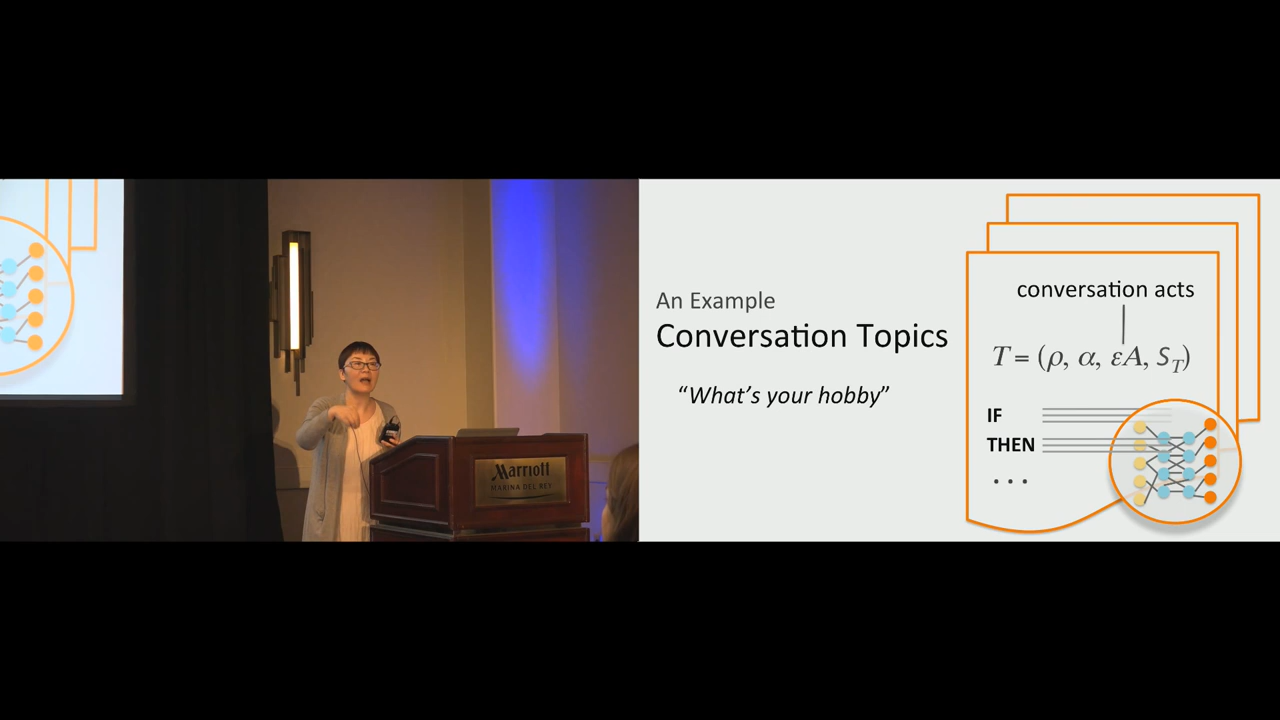 Marriott
MARINA DEL REY
An Example
Conversation Topics
“What’s your hobby”
conversation acts
T = (ρ, α, εA, S_T)
IF
THEN
. . .